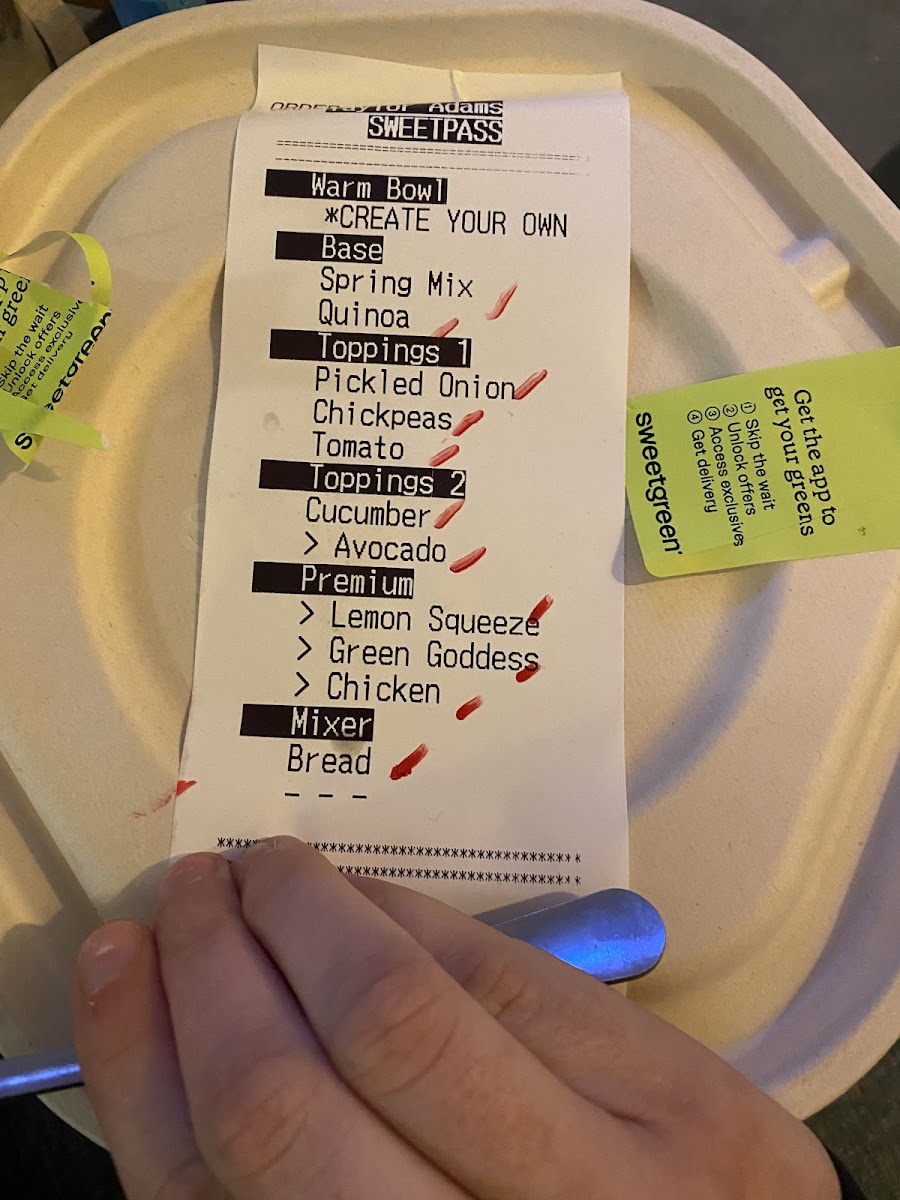 Adams
SWEETPASS
Warm Bowl
*CREATE YOUR OWN
Base
Spring Mix
Quinoa
Toppings 1
Pickled Onion
Chickpeas
Tomato
Toppings 2
Cucumber
> Avocado
Premium
> Lemon Squeeze
> Green Goddess
> Chicken
Mixer
Bread
- - -
Get the app to
get your greens
① Skip the wait
② Unlock offers
③ Access exclusives
④ Get delivery
sweetgreen
Skip the wait
Unlock offers
Access exclusive
et delivery